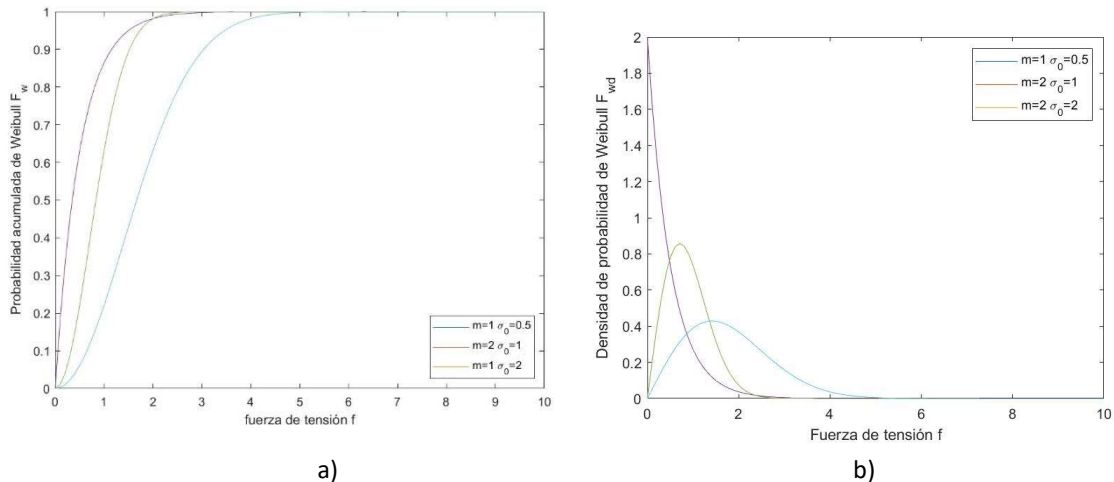 Probabilidad acumulada de Weibull F_w
1
0.9
0.8
0.7
0.6
0.5
0.4
0.3
0.2
0.1
0
0 1 2 3 4 5 6 7 8 9 10
fuerza de tensión f
m=1 σ_0=0.5
m=2 σ_0=1
m=1 σ_0=2
a)
Densidad de probabilidad de Weibull F_wd
2
1.8
1.6
1.4
1.2
1
0.8
0.6
0.4
0.2
0
0 2 4 6 8 10
Fuerza de tensión f
m=1 σ_0=0.5
m=2 σ_0=1
m=2 σ_0=2
b)